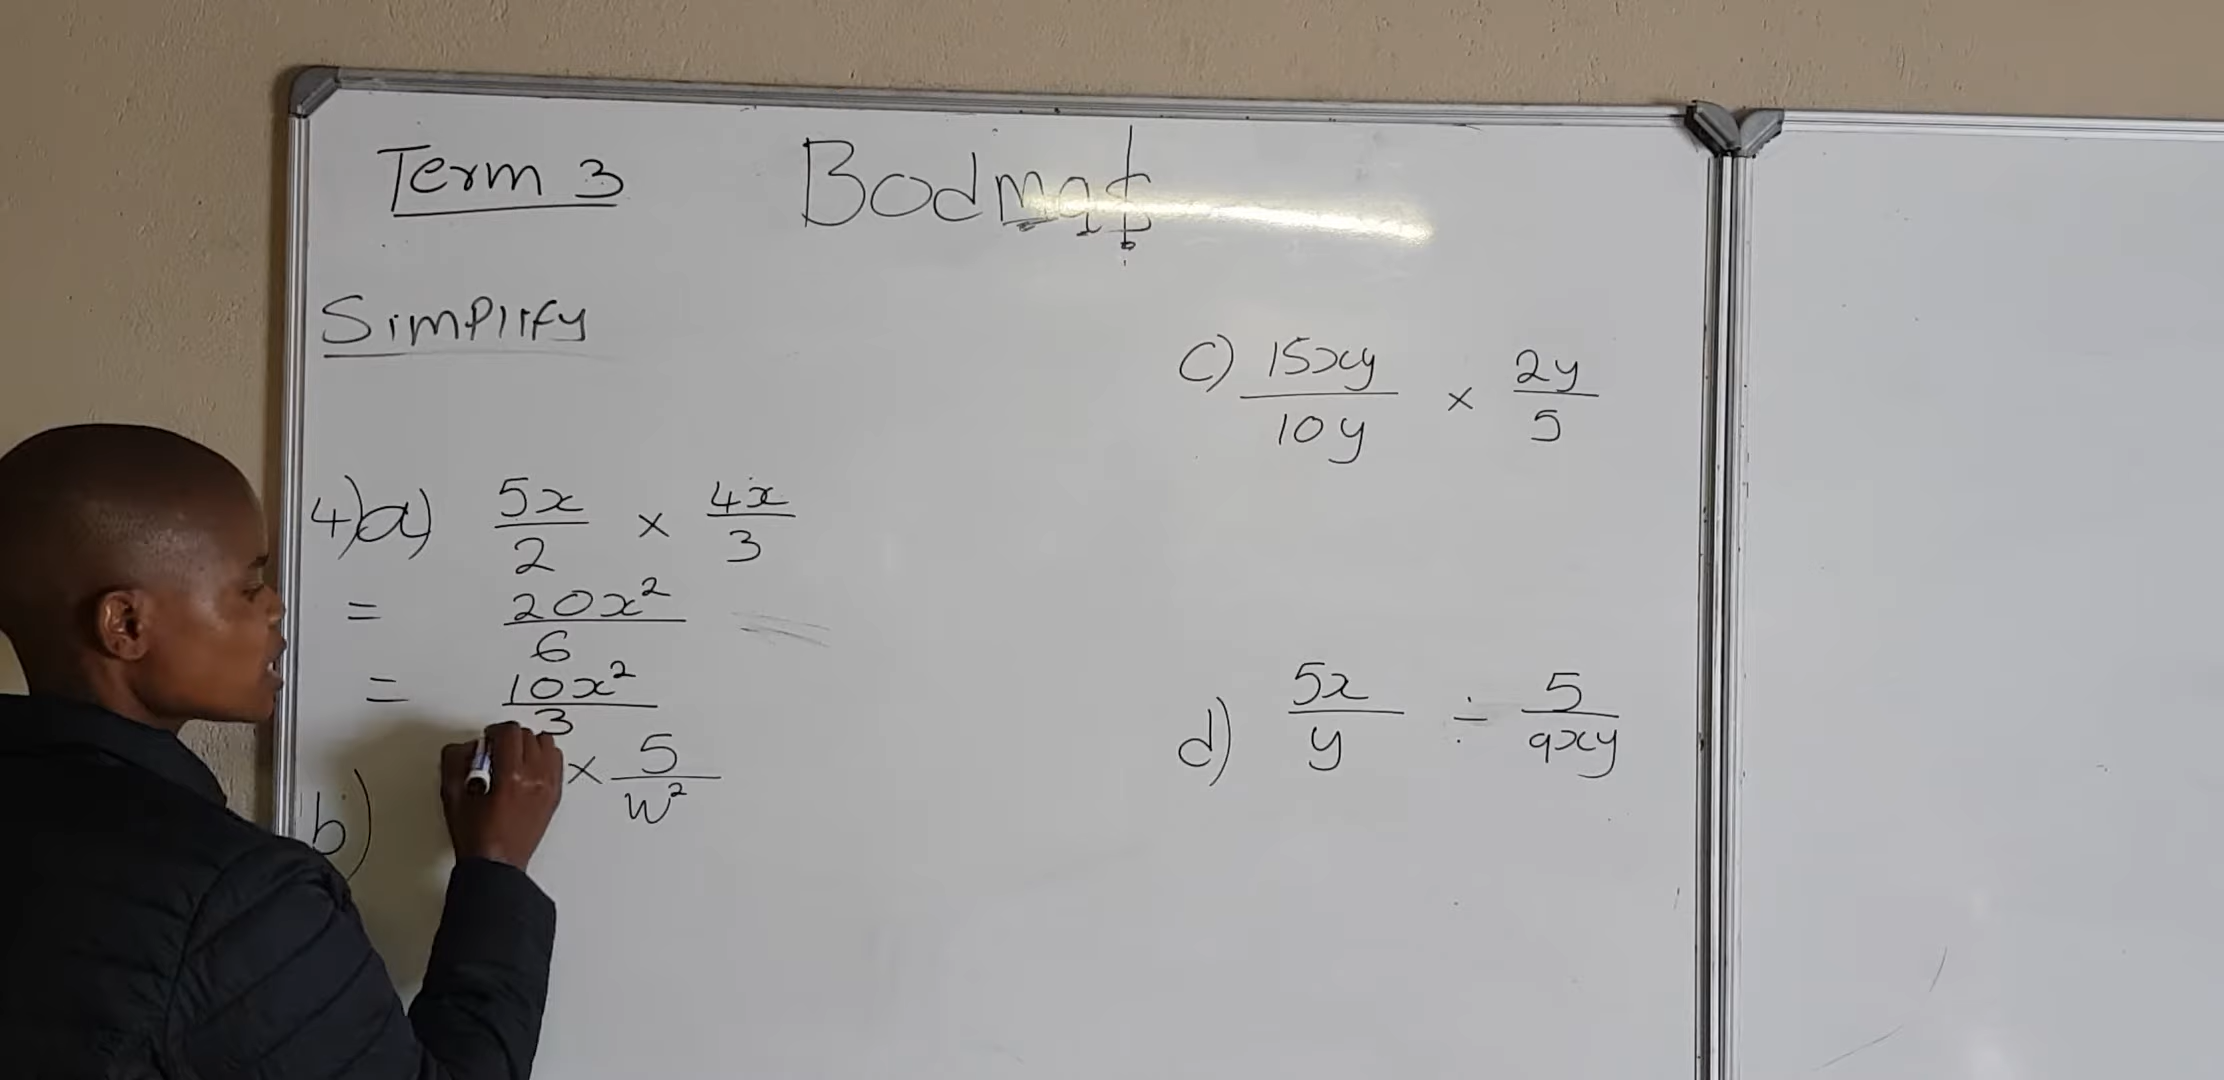 Term 3
Bodmas
Simplify
4)a) 5x/2 × 4x/3
= 20x²/6
= 10x²/3
b) × 5/w²
c) 15xy/10y × 2y/5
d) 5x/y ÷ 5/9xy